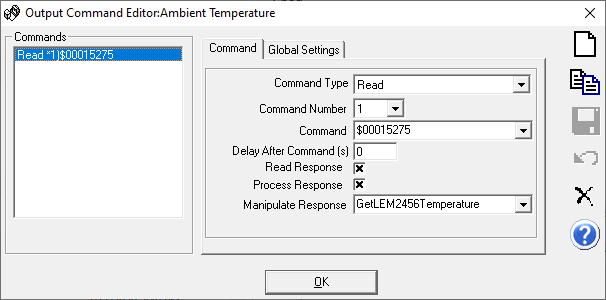 Output Command Editor:Ambient Temperature
Commands
Read *1)$00015275
Command
Global Settings
Command Type
Read
Command Number
1
Command
$00015275
Delay After Command (s)
0
Read Response
Process Response
Manipulate Response
GetLEM2456Temperature
?
OK